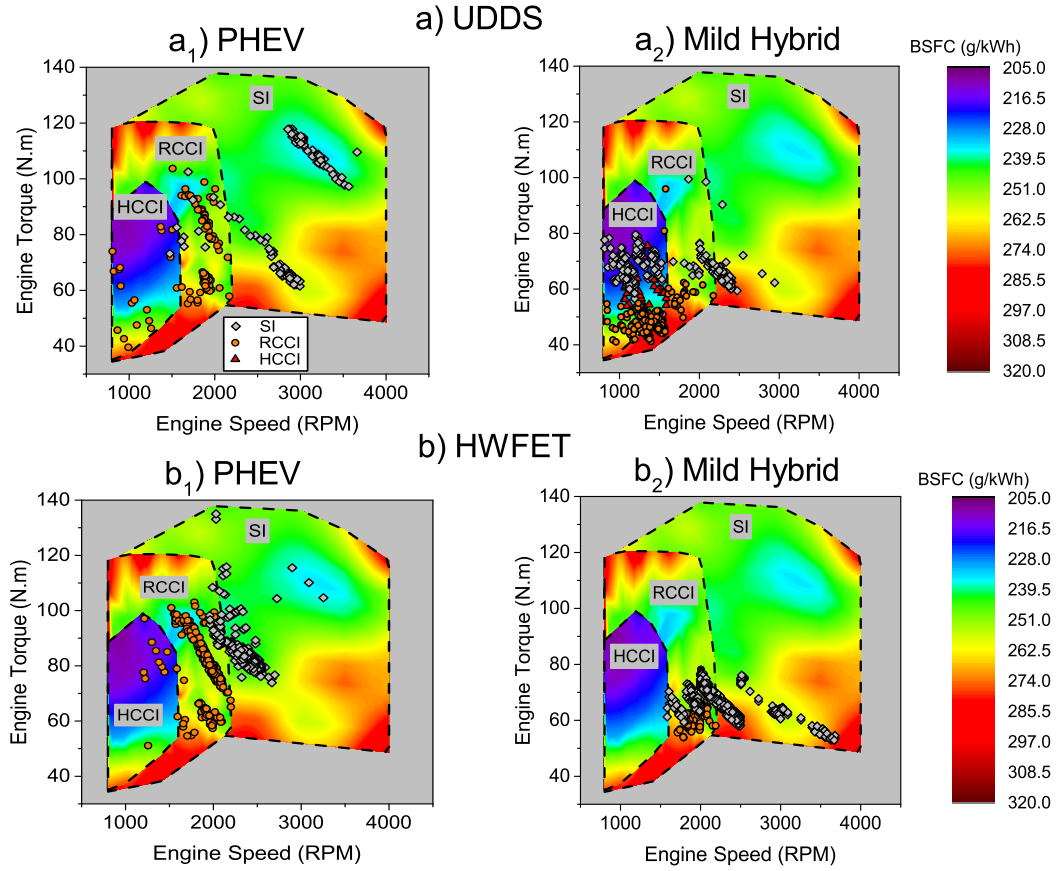 a) UDDS
a1) PHEV
a2) Mild Hybrid
BSFC (g/kWh)
140
120
100
80
60
40
Engine Torque (N.m)
SI
RCCI
HCCI
SI
RCCI
HCCI
1000 2000 3000 4000
Engine Speed (RPM)
140
120
100
80
60
40
Engine Torque (N.m)
SI
RCCI
HCCI
1000 2000 3000 4000
Engine Speed (RPM)
205.0
216.5
228.0
239.5
251.0
262.5
274.0
285.5
297.0
308.5
320.0
b) HWFET
b1) PHEV
b2) Mild Hybrid
BSFC (g/kWh)
140
120
100
80
60
40
Engine Torque (N.m)
SI
RCCI
HCCI
1000 2000 3000 4000
Engine Speed (RPM)
140
120
100
80
60
40
Engine Torque (N.m)
SI
RCCI
HCCI
1000 2000 3000 4000
Engine Speed (RPM)
205.0
216.5
228.0
239.5
251.0
262.5
274.0
285.5
297.0
308.5
320.0